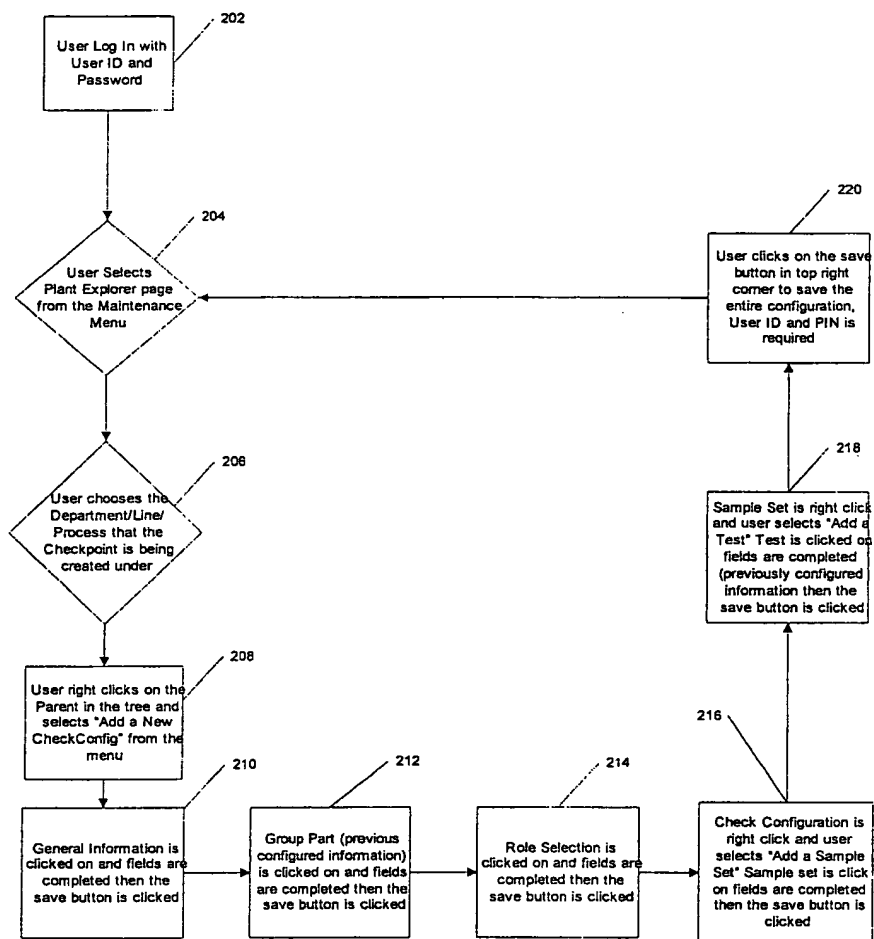 202
User Log In with
User ID and
Password
204
User Selects
Plant Explorer page
from the Maintenance
Menu
206
User chooses the
Department/Line/
Process that the
Checkpoint is being
created under
208
User right clicks on the
Parent in the tree and
selects "Add a New
CheckConfig" from the
menu
210
General Information is
clicked on and fields are
completed then the
save button is clicked
212
Group Part (previous
configured information)
is clicked on and fields
are completed then the
save button is clicked
214
Role Selection is
clicked on and fields are
completed then the
save button is clicked
216
Check Configuration is
right click and user
selects "Add a Sample
Set" Sample set is click
on fields are completed
then the save button is
clicked
218
Sample Set is right click
and user selects "Add a
Test" Test is clicked on
fields are completed
(previously configured
information then the
save button is clicked
220
User clicks on the save
button in top right
corner to save the
entire configuration,
User ID and PIN is
required